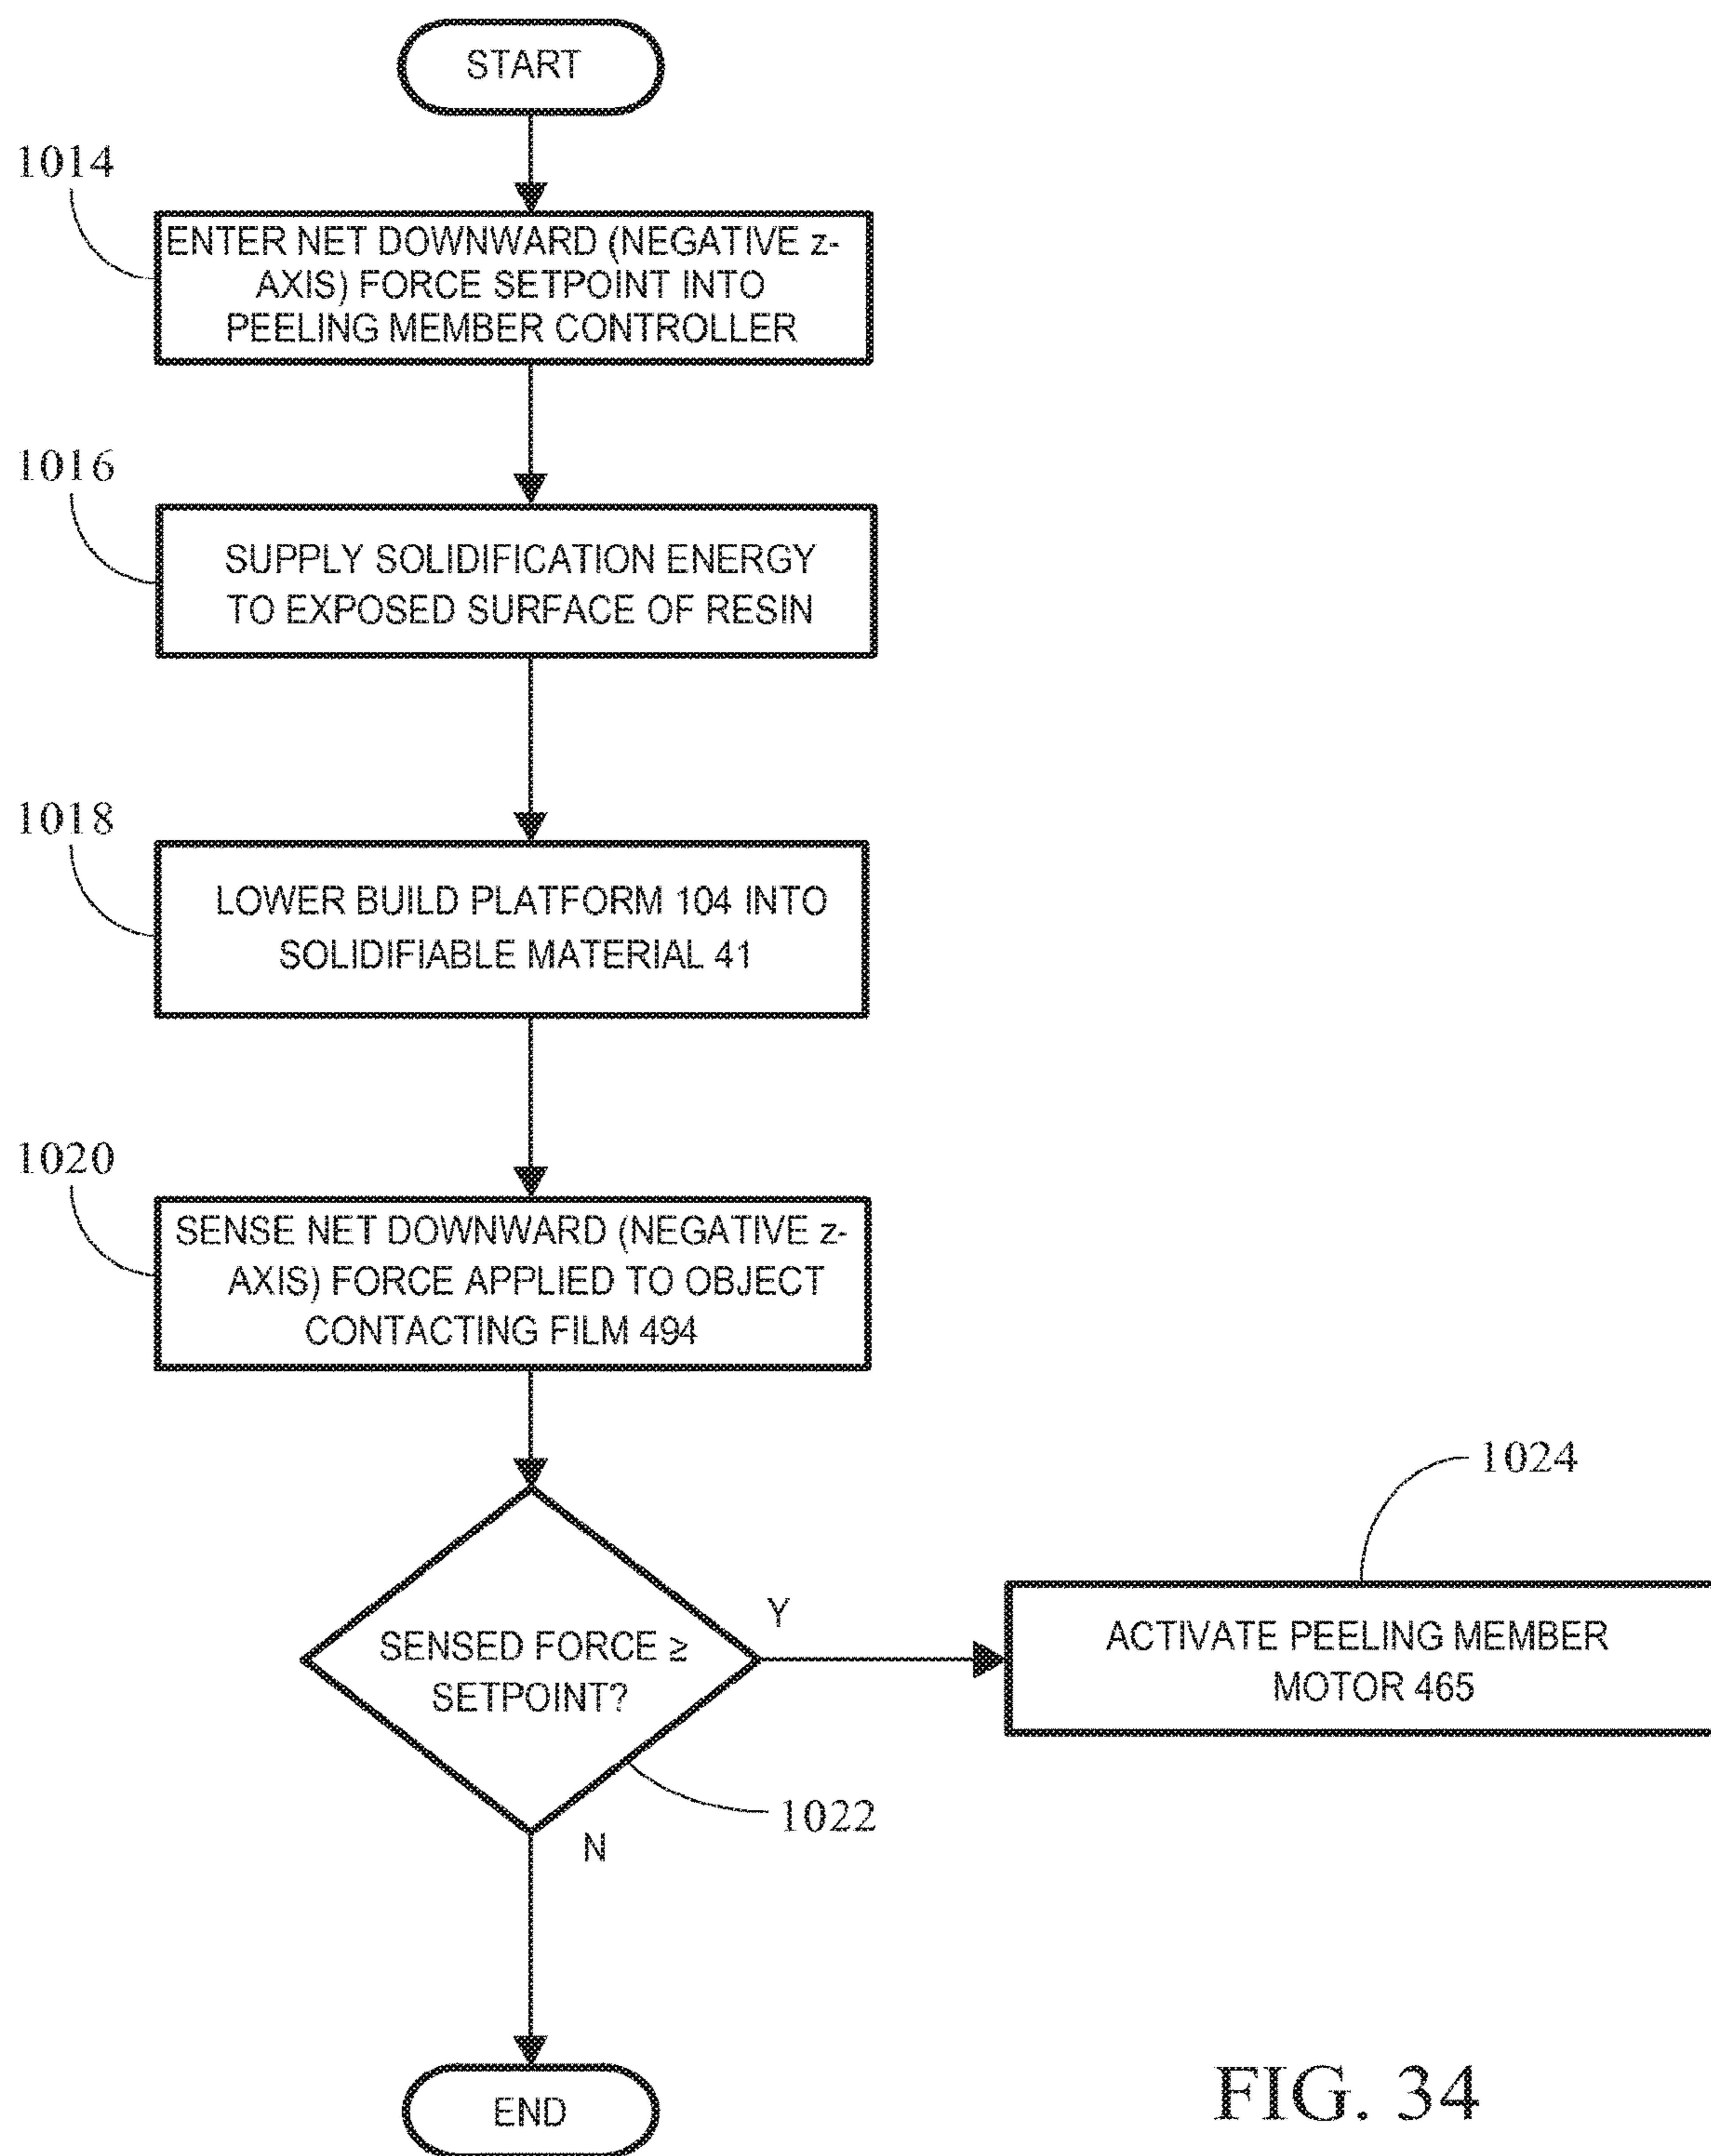 START
1014
ENTER NET DOWNWARD (NEGATIVE z-
AXIS) FORCE SETPOINT INTO
PEELING MEMBER CONTROLLER
1016
SUPPLY SOLIDIFICATION ENERGY
TO EXPOSED SURFACE OF RESIN
1018
LOWER BUILD PLATFORM 104 INTO
SOLIDIFIABLE MATERIAL 41
1020
SENSE NET DOWNWARD (NEGATIVE z-
AXIS) FORCE APPLIED TO OBJECT
CONTACTING FILM 494
1024
SENSED FORCE ≥
SETPOINT?
Y
ACTIVATE PEELING MEMBER
MOTOR 465
1022
N
END
FIG. 34